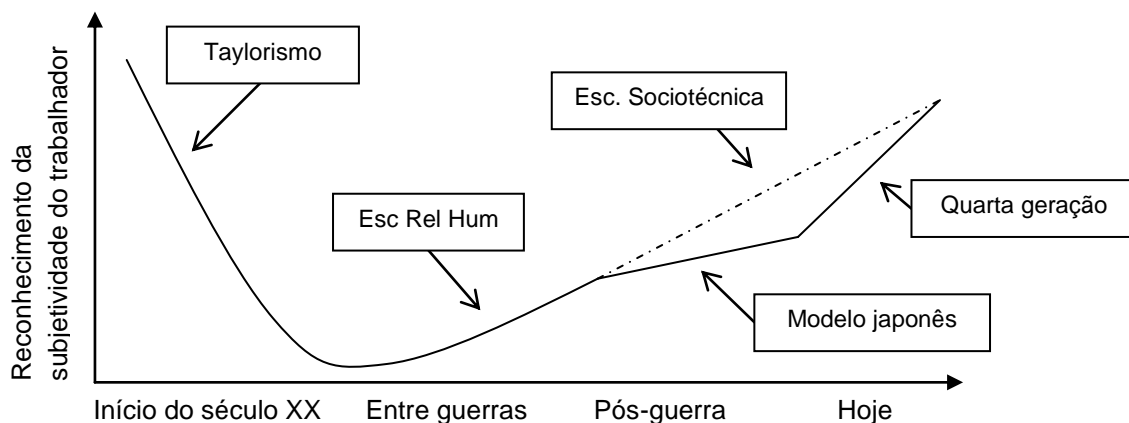 Reconhecimento da
subjetividade do trabalhador
Taylorismo
Esc. Sociotécnica
Esc Rel Hum
Quarta geração
Modelo japonês
Início do século XX
Entre guerras
Pós-guerra
Hoje